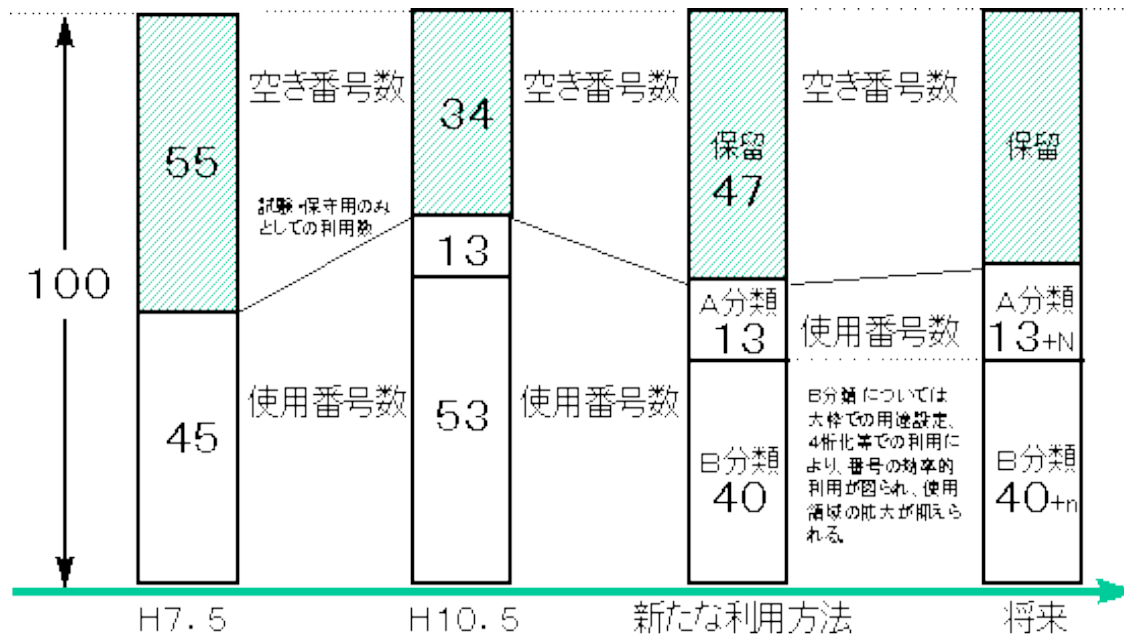 空き番号数
空き番号数
空き番号数
34
保留
47
保留
55
試験・保守用のみ
としての利用数
13
100
A分類
13
使用番号数
A分類
13+N
使用番号数
使用番号数
45
53
B分類
40
B分類については
大枠での用途設定、
4桁化等での利用に
より、番号の効率的
利用が図られ、使用
領域の拡大が抑えら
れる。
B分類
40+n
H7.5
H10.5
新たな利用方法
将来